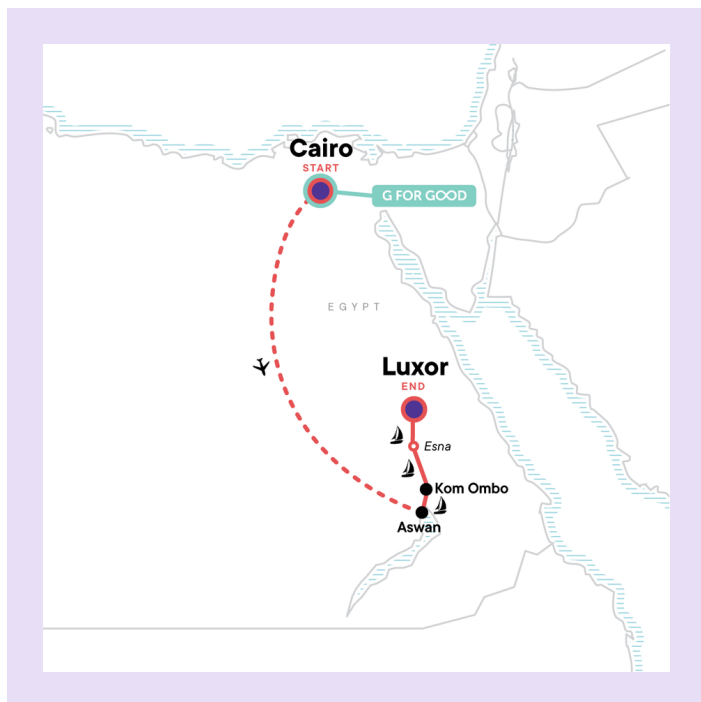 Cairo
START
G FOR GOOD
EGYPT
Luxor
END
Esna
Kom Ombo
Aswan